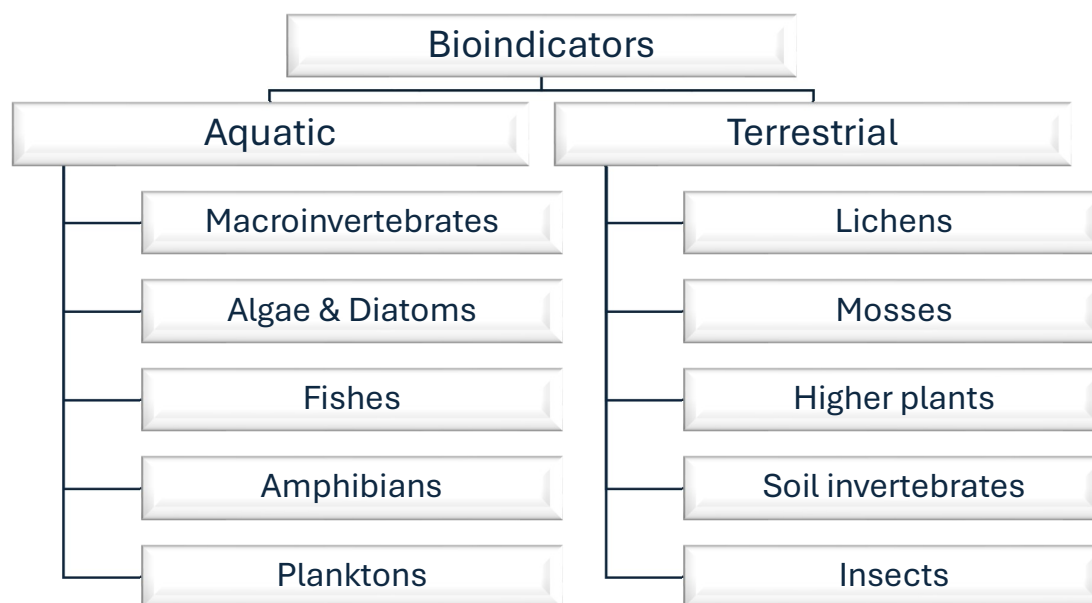 Bioindicators
Aquatic
Macroinvertebrates
Algae & Diatoms
Fishes
Amphibians
Planktons
Terrestrial
Lichens
Mosses
Higher plants
Soil invertebrates
Insects